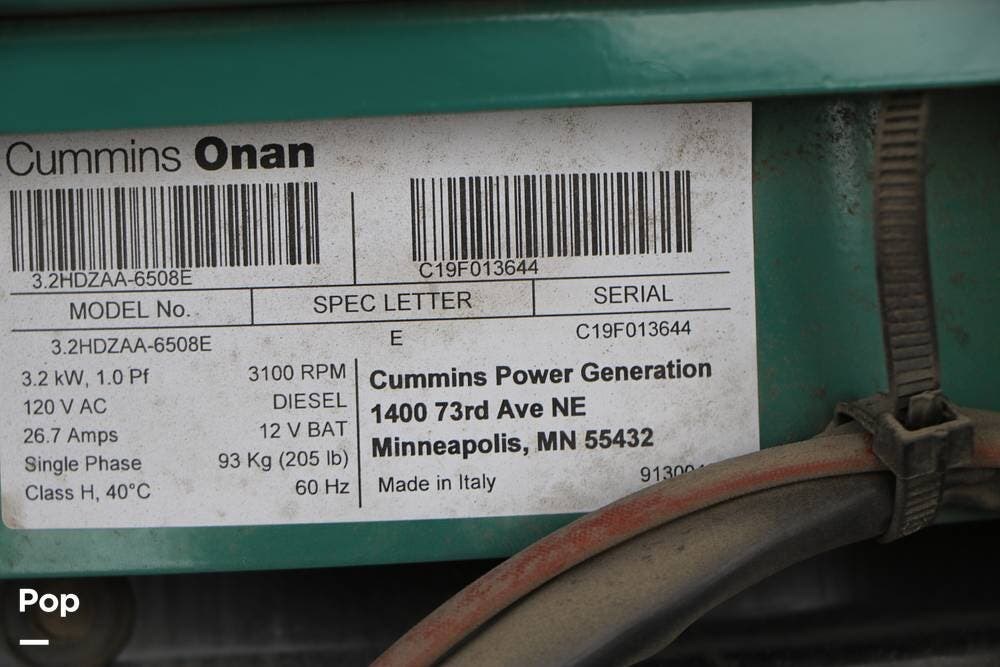 Cummins Onan
3.2HDZAA-6508E
C19F013644
MODEL No.
SPEC LETTER
SERIAL
3.2HDZAA-6508E
E
C19F013644
3.2 kW, 1.0 Pf
3100 RPM
120 V AC
DIESEL
26.7 Amps
12 V BAT
Single Phase
93 Kg (205 lb)
Class H, 40°C
60 Hz
Cummins Power Generation
1400 73rd Ave NE
Minneapolis, MN 55432
Made in Italy
Pop